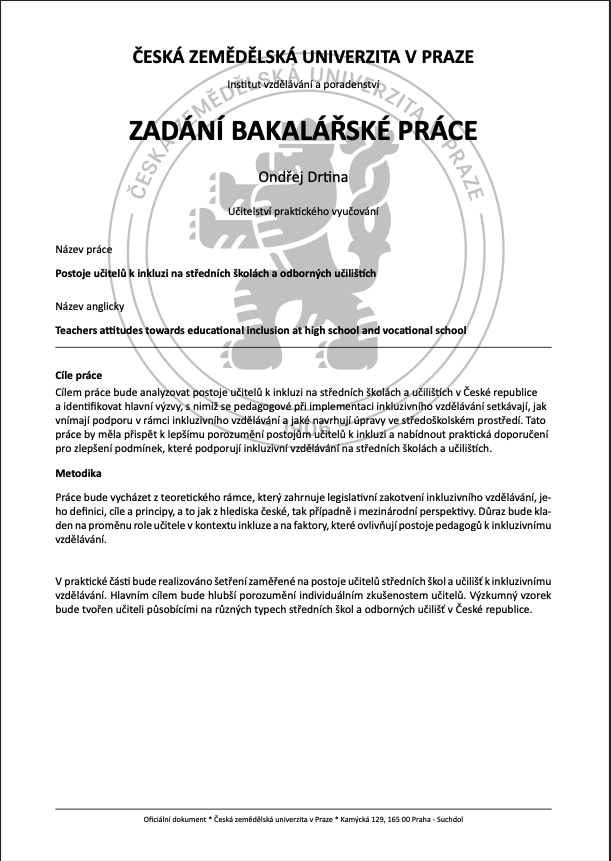 ČESKÁ ZEMĚDĚLSKÁ UNIVERZITA V PRAZE
Institut vzdělávání a poradenství
ZADÁNÍ BAKALÁŘSKÉ PRÁCE
Ondřej Drtina
Učitelství praktického vyučování
Název práce
Postoje učitelů k inkluzi na středních školách a odborných učilištích
Název anglicky
Teachers attitudes towards educational inclusion at high school and vocational school
Cíle práce
Cílem práce bude analyzovat postoje učitelů k inkluzi na středních školách a učilištích v České republice
a identifikovat hlavní výzvy, s nimiž se pedagogové při implementaci inkluzivního vzdělávání setkávají, jak
vnímají podporu v rámci inkluzivního vzdělávání a jaké navrhují úpravy ve středoškolském prostředí. Tato
práce by měla přispět k lepšímu porozumění postojům učitelů k inkluzi a nabídnout praktická doporučení
pro zlepšení podmínek, které podporují inkluzivní vzdělávání na středních školách a učilištích.
Metodika
Práce bude vycházet z teoretického rámce, který zahrnuje legislativní zakotvení inkluzivního vzdělávání, je-
ho definici, cíle a principy, a to jak z hlediska české, tak případně i mezinárodní perspektivy. Důraz bude kla-
den na proměnu role učitele v kontextu inkluze a na faktory, které ovlivňují postoje pedagogů k inkluzivnímu
vzdělávání.
V praktické části bude realizováno šetření zaměřené na postoje učitelů středních škol a učilišť k inkluzivnímu
vzdělávání. Hlavním cílem bude hlubší porozumění individuálním zkušenostem učitelů. Výzkumný vzorek
bude tvořen učiteli působícími na různých typech středních škol a odborných učilišť v České republice.
Oficiální dokument * Česká zemědělská univerzita v Praze * Kamýcká 129, 165 00 Praha - Suchdol
ČESKÁ ZEMĚDĚLSKÁ UNIVERZITA V PRAZE
1906